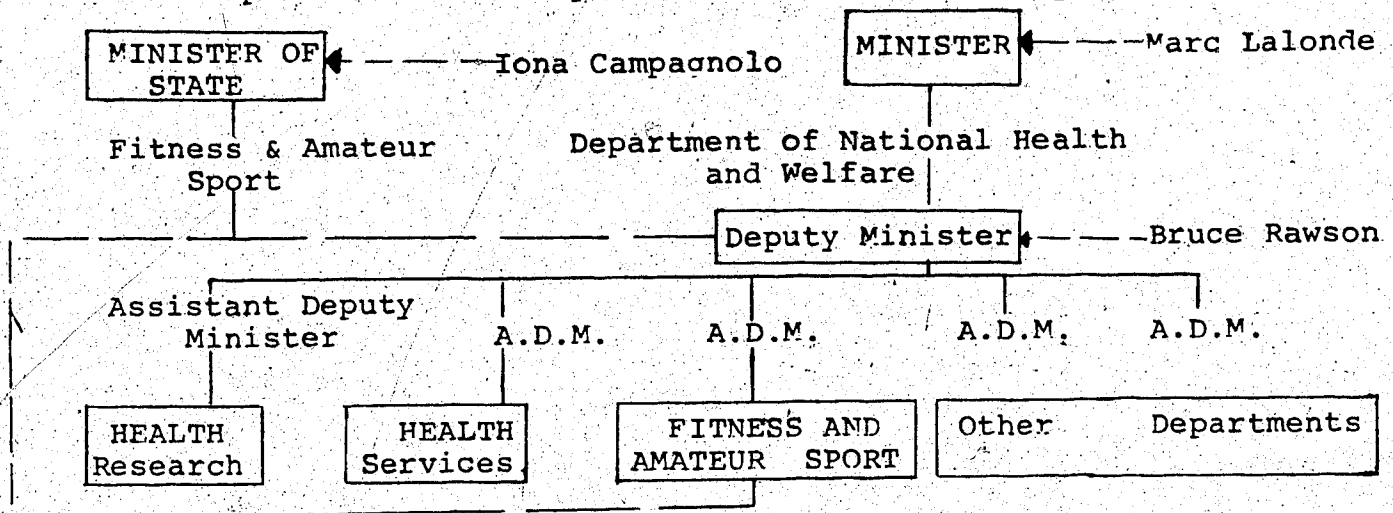 MINISTER OF
STATE
Iona Campagnolo
MINISTER
Marc Lalonde
Fitness & Amateur
Sport
Department of National Health
and Welfare
Deputy Minister
Bruce Rawson
Assistant Deputy
Minister
A.D.M.
A.D.M.
A.D.M.
A.D.M.
HEALTH
Research
HEALTH
Services
FITNESS AND
AMATEUR SPORT
Other Departments